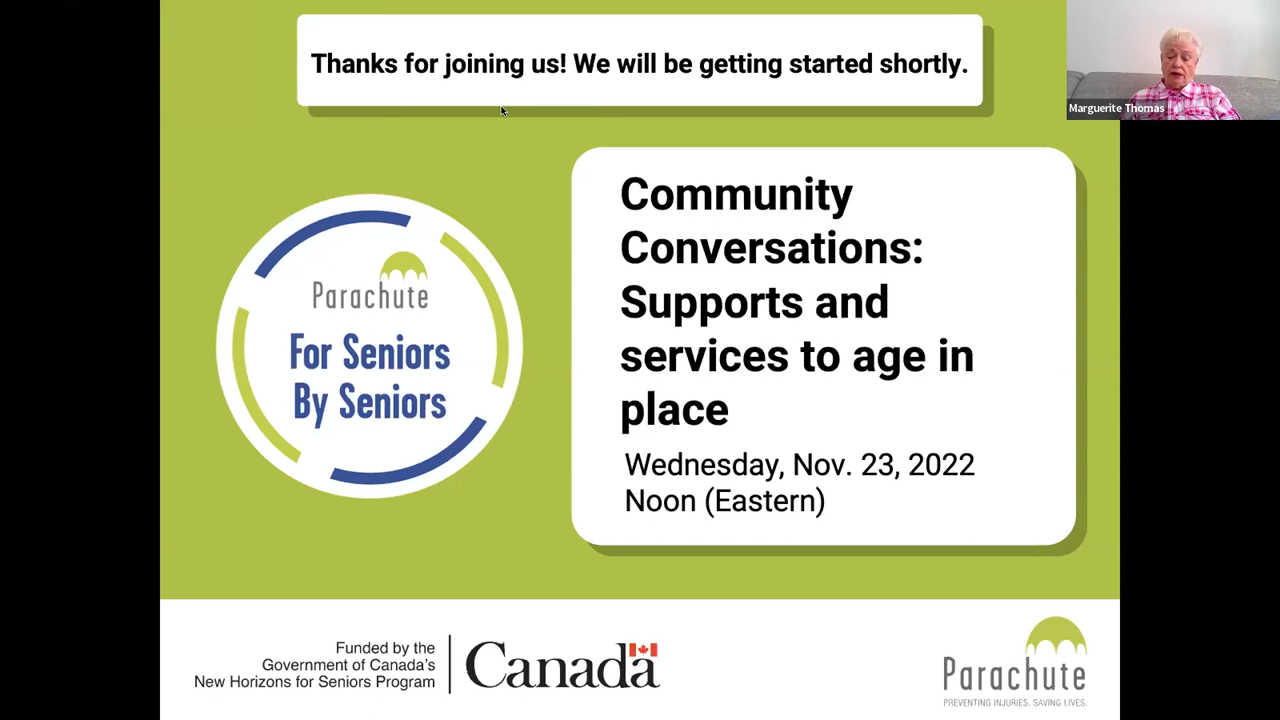 Thanks for joining us! We will be getting started shortly.
Marguerite Thomas
Parachute
For Seniors
By Seniors
Community
Conversations:
Supports and
services to age in
place
Wednesday, Nov. 23, 2022
Noon (Eastern)
Funded by the
Government of Canada's
New Horizons for Seniors Program
Canada
Parachute
PREVENTING INJURIES. SAVING LIVES.